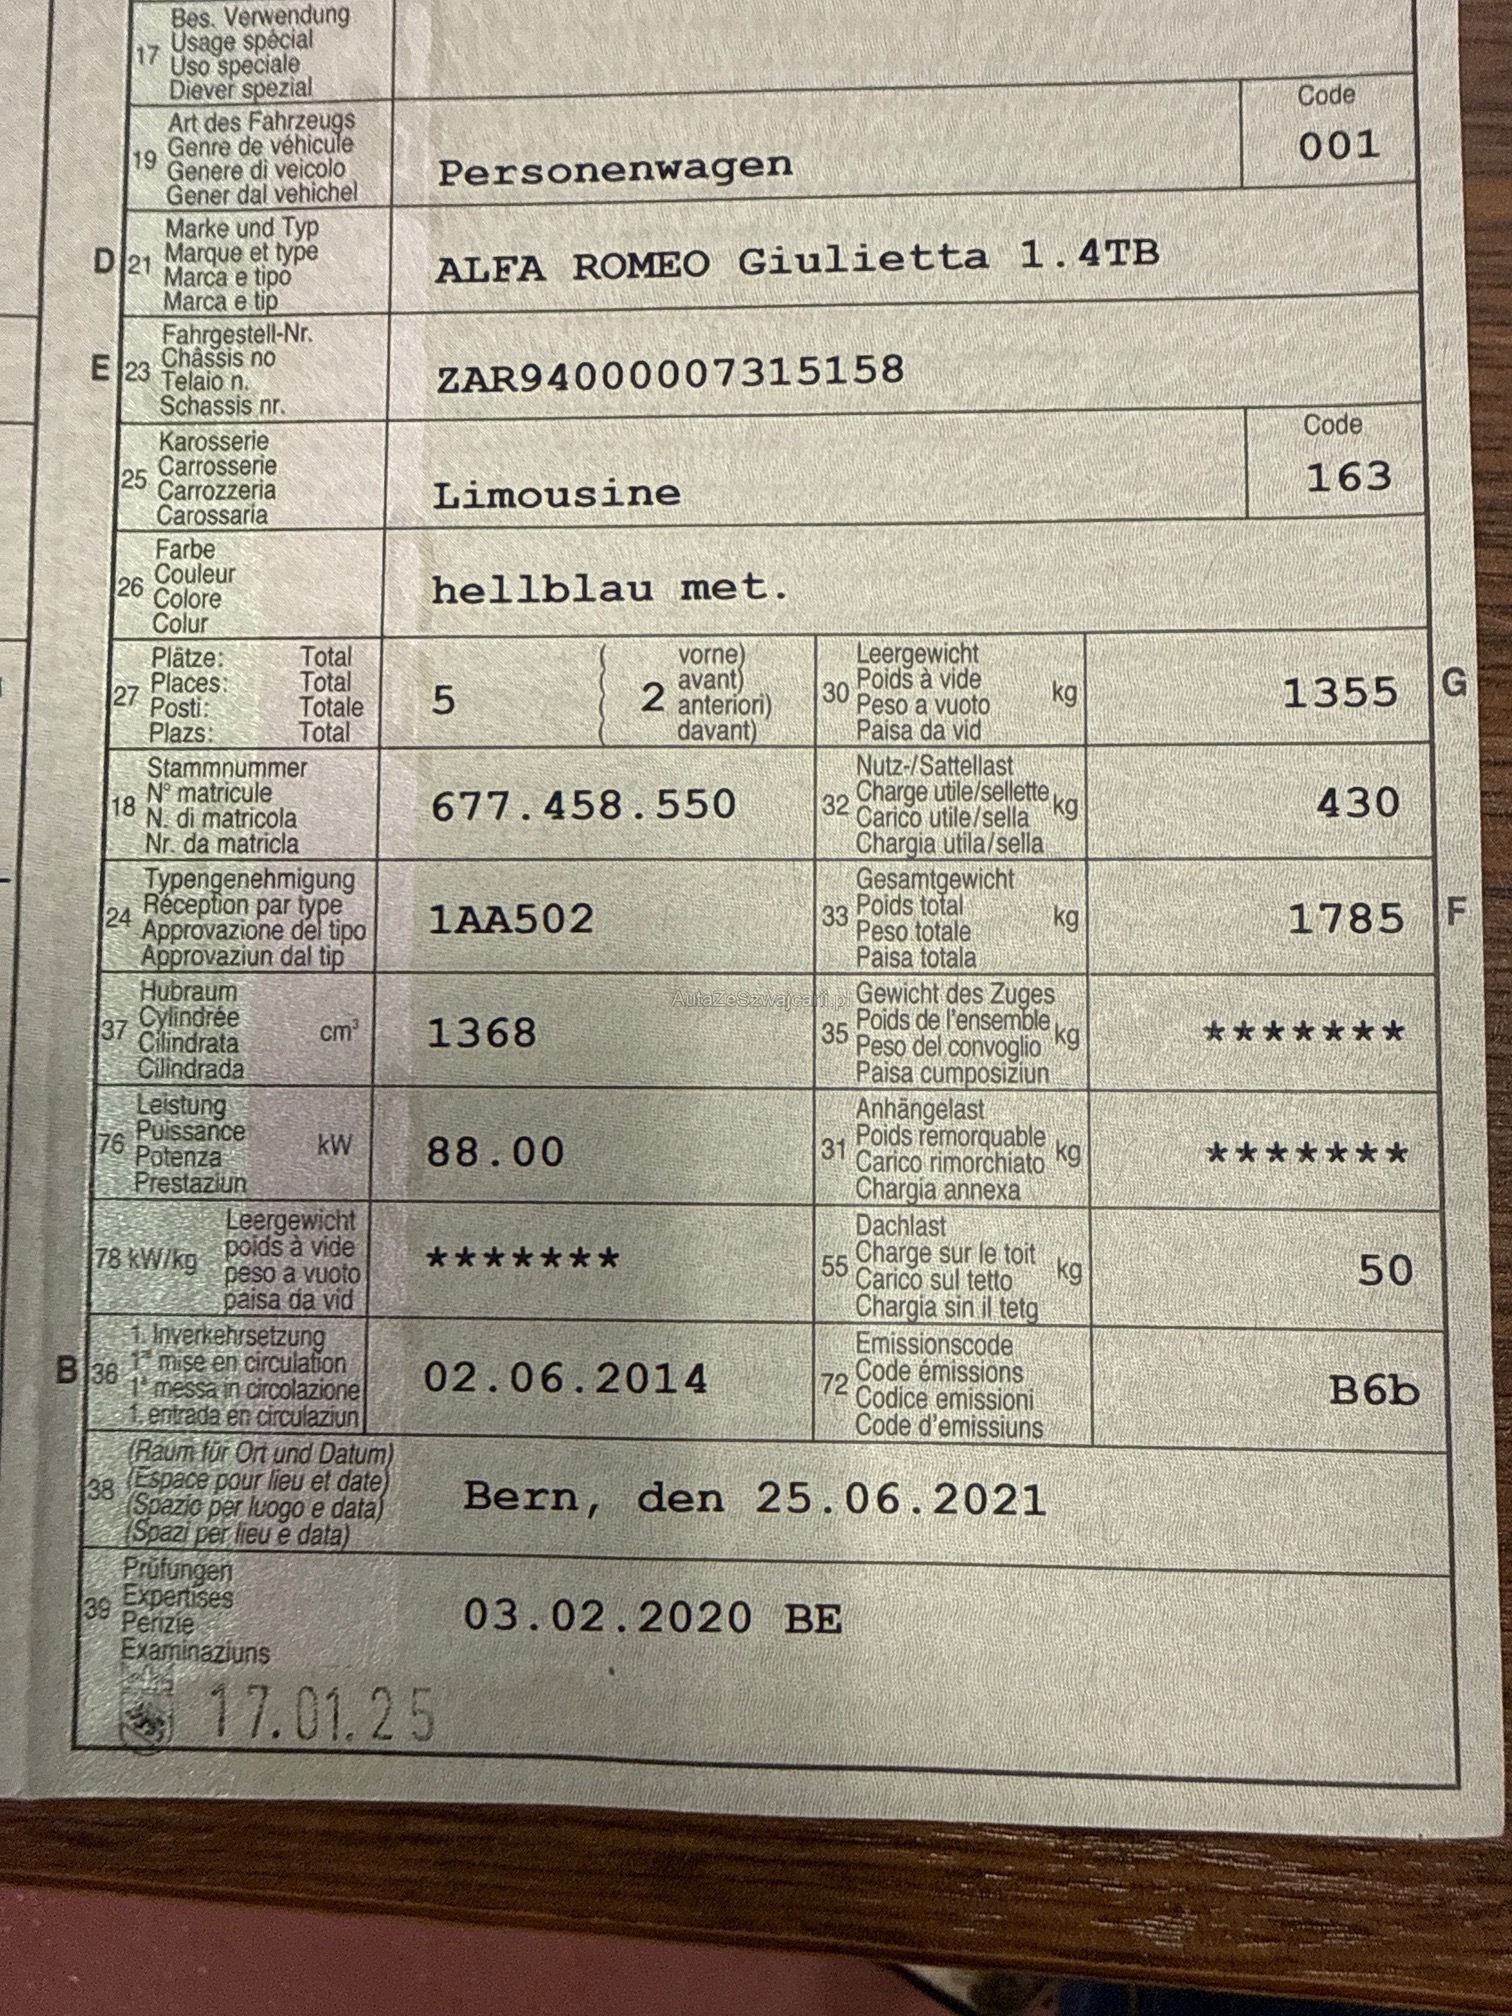 17 Bes. Verwendung
Usage spécial
Uso speciale
Diever spezial
19 Art des Fahrzeugs
Genre de véhicule
Genere di veicolo
Gener dal vehichel
Personenwagen
Code
001
D 21 Marke und Typ
Marque et type
Marca e tipo
Marca e tip
ALFA ROMEO Giulietta 1.4TB
E 23 Fahrgestell-Nr.
Châssis no
Telaio n.
Schassis nr.
ZAR94000007315158
25 Karosserie
Carrosserie
Carrozzeria
Carossaria
Limousine
Code
163
26 Farbe
Couleur
Colore
Colur
hellblau met.
27 Plätze: Total
Places: Total
Posti: Totale
Plazs: Total
5
2
vorne)
avant)
anteriori)
davant)
30 Leergewicht
Poids à vide
Peso a vuoto
Paisa da vid
kg
1355 G
18 Stammnummer
N° matricule
N. di matricola
Nr. da matricla
677.458.550
32 Nutz-/Sattellast
Charge utile/sellette
Carico utile/sella
Chargia utila/sella
kg
430
24 Typengenehmigung
Réception par type
Approvazione del tipo
Approvaziun dal tip
1AA502
33 Gesamtgewicht
Poids total
Peso totale
Paisa totala
kg
1785 F
37 Hubraum
Cylindrée
Cilindrata
Cilindrada
cm³
1368
AutaZeSzwajcarii.pl
35 Gewicht des Zuges
Poids de l'ensemble
Peso del convoglio
Paisa cumposiziun
kg
*******
76 Leistung
Puissance
Potenza
Prestaziun
kW
88.00
31 Anhängelast
Poids remorquable
Carico rimorchiato
Chargia annexa
kg
*******
78 kW/kg
Leergewicht
poids à vide
peso a vuoto
paisa da vid
*******
55 Dachlast
Charge sur le toit
Carico sul tetto
Chargia sin il tetg
kg
50
B 36 1. Inverkehrsetzung
1re mise en circulation
1a messa in circolazione
1. entrada en circulaziun
02.06.2014
72 Emissionscode
Code émissions
Codice emissioni
Code d'emissiuns
B6b
38 (Raum für Ort und Datum)
(Espace pour lieu et date)
(Spazio per luogo e data)
(Spazi per lieu e data)
Bern, den 25.06.2021
39 Prüfungen
Expertises
Perizie
Examinaziuns
03.02.2020 BE
17.01.25